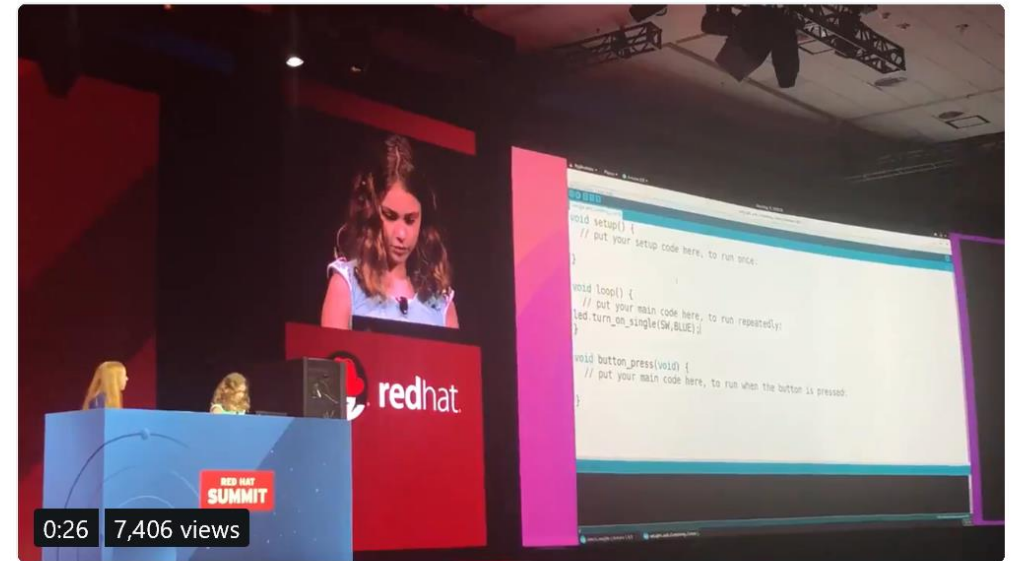 void setup() {
// put your setup code here, to run once:
}
void loop() {
// put your main code here, to run repeatedly:
led.turn_on_single(SW,BLUE);
}
void button_press(void) {
// put your main code here, to run when the button is pressed:
}
redhat.
RED HAT
SUMMIT
0:26
7,406 views